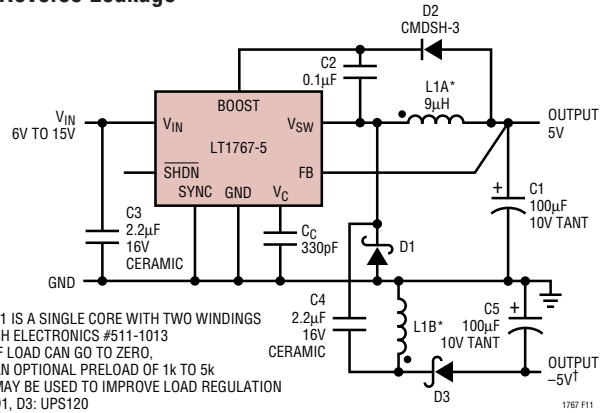 Reverse Leakage
D2
CMDSH-3
C2
0.1µF
L1A*
9µH
BOOST
VIN
6V TO 15V
VIN
VSW
OUTPUT
5V
LT1767-5
SHDN
FB
SYNC
GND
VC
C3
2.2µF
16V
CERAMIC
CC
330pF
D1
C1
100µF
10V TANT
+
GND
C4
2.2µF
16V
CERAMIC
L1B*
C5
100µF
10V TANT
+
D3
OUTPUT
–5V†
1 IS A SINGLE CORE WITH TWO WINDINGS
H ELECTRONICS #511-1013
F LOAD CAN GO TO ZERO,
AN OPTIONAL PRELOAD OF 1k TO 5k
MAY BE USED TO IMPROVE LOAD REGULATION
D1, D3: UPS120
1767 F11